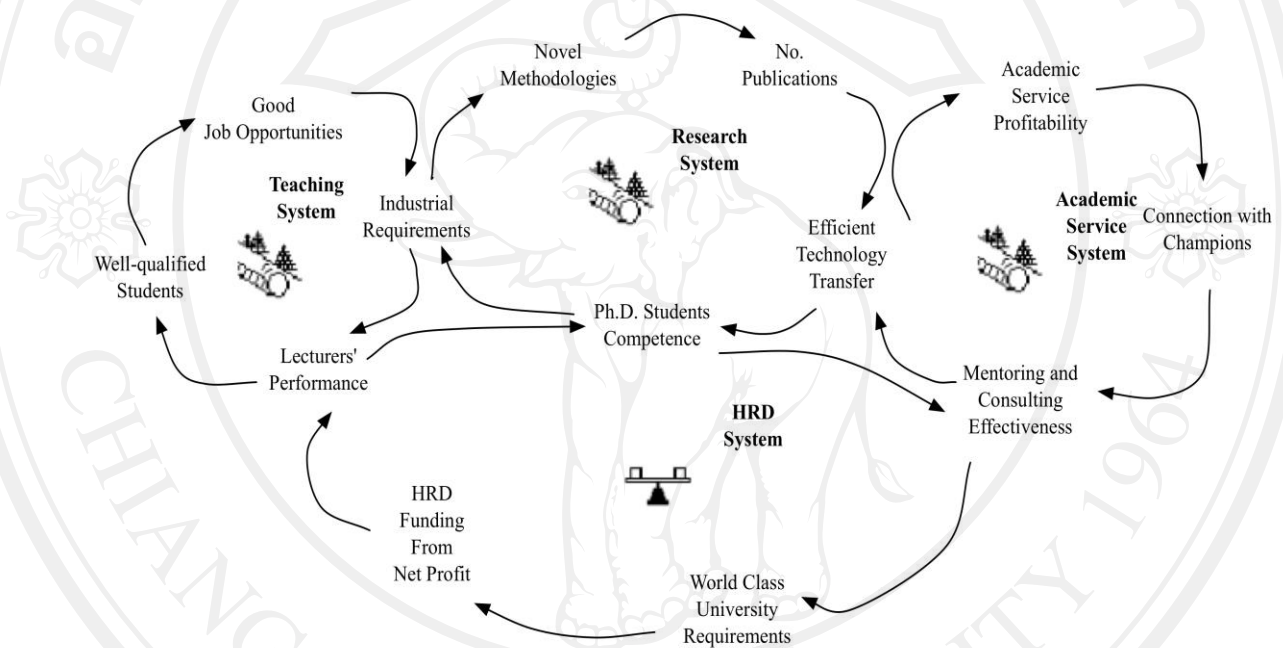 Novel
Methodologies
No.
Publications
Academic
Service
Profitability
Good
Job Opportunities
Research
System
Teaching
System
Industrial
Requirements
Academic
Service
System
Connection with
Champions
Efficient
Technology
Transfer
Well-qualified
Students
Ph.D. Students
Competence
Lecturers'
Performance
Mentoring and
Consulting
Effectiveness
HRD
System
HRD
Funding
From
Net Profit
World Class
University
Requirements
CHIANG
1964